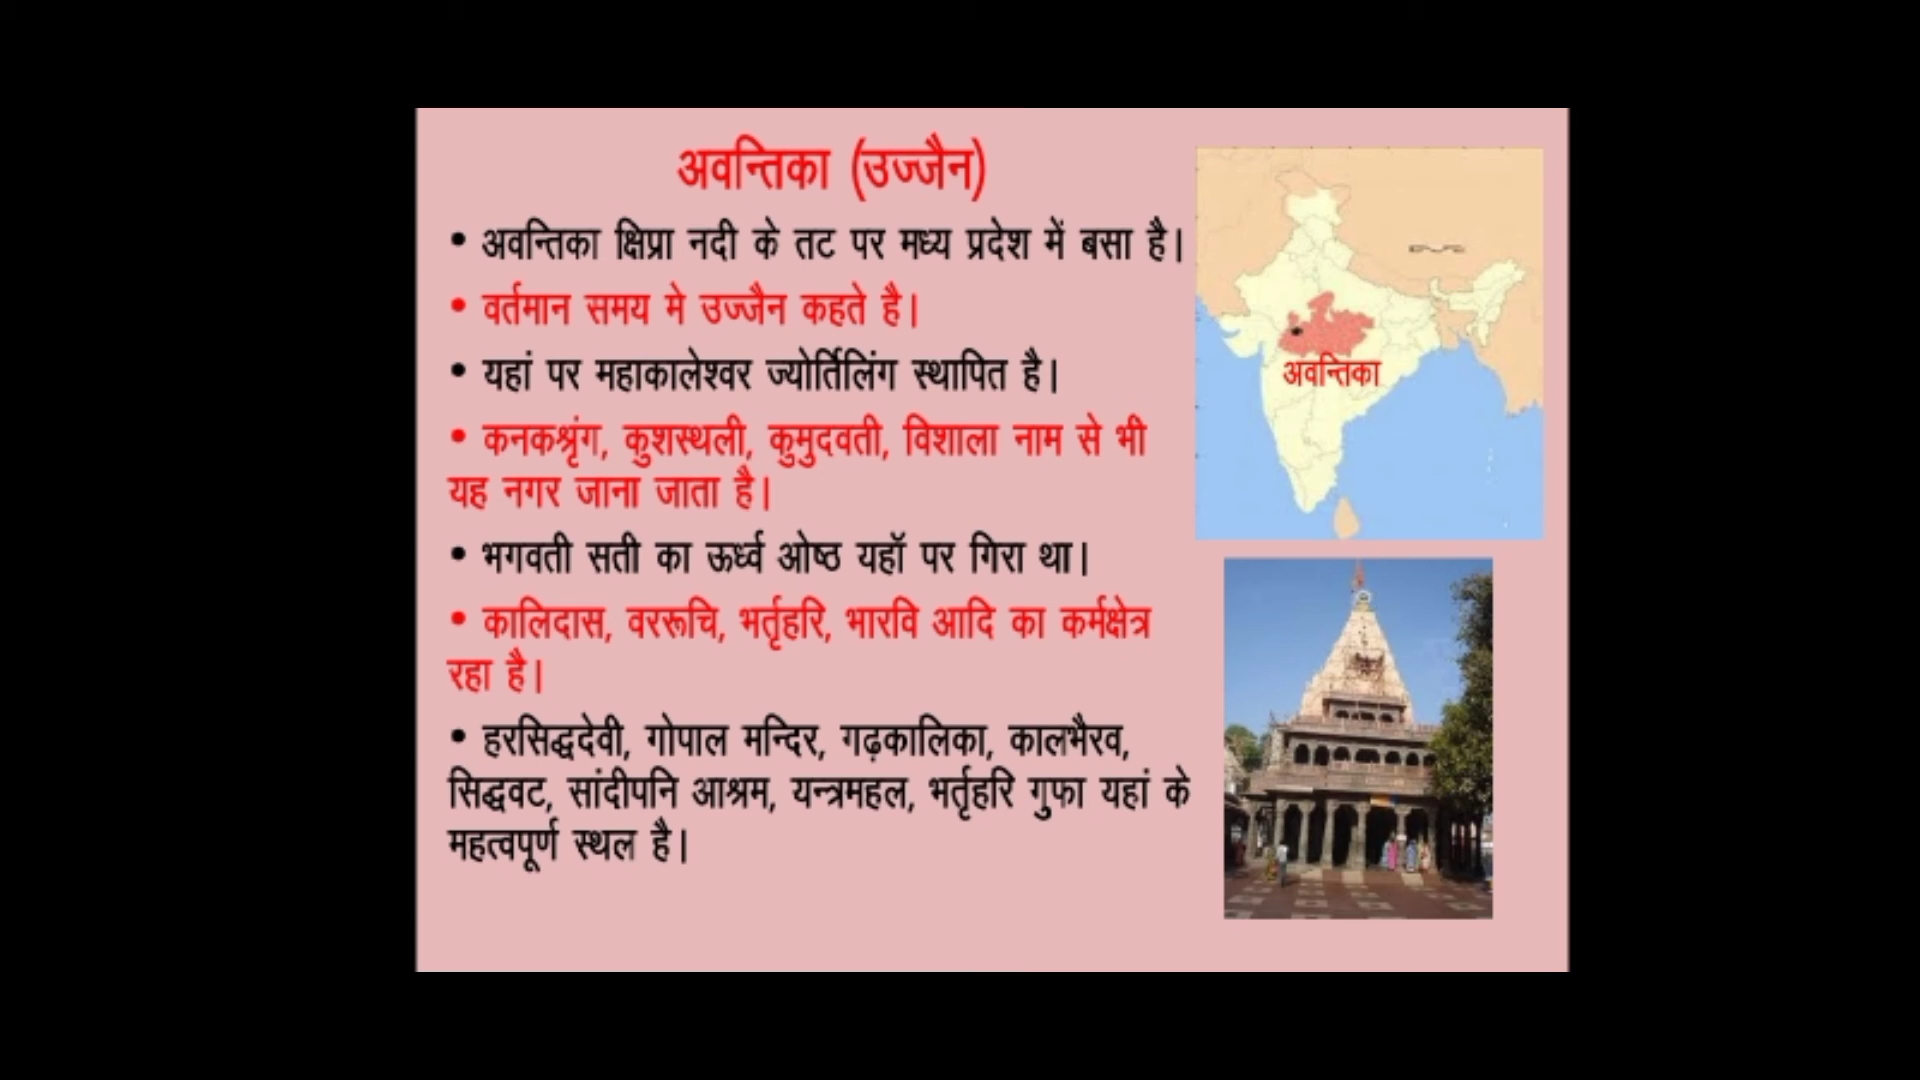 अवन्तिका (उज्जैन)
• अवन्तिका क्षिप्रा नदी के तट पर मध्य प्रदेश में बसा है।
• वर्तमान समय मे उज्जैन कहते है।
• यहां पर महाकालेश्वर ज्योर्तिलिंग स्थापित है।
• कनकश्रृंग, कुशस्थली, कुमुदवती, विशाला नाम से भी
यह नगर जाना जाता है।
• भगवती सती का ऊर्ध्व ओष्ठ यहॉ पर गिरा था।
• कालिदास, वररूचि, भर्तृहरि, भारवि आदि का कर्मक्षेत्र
रहा है।
• हरसिद्धदेवी, गोपाल मन्दिर, गढ़कालिका, कालभैरव,
सिद्धवट, सांदीपनि आश्रम, यन्त्रमहल, भर्तृहरि गुफा यहां के
महत्वपूर्ण स्थल है।
अवन्तिका